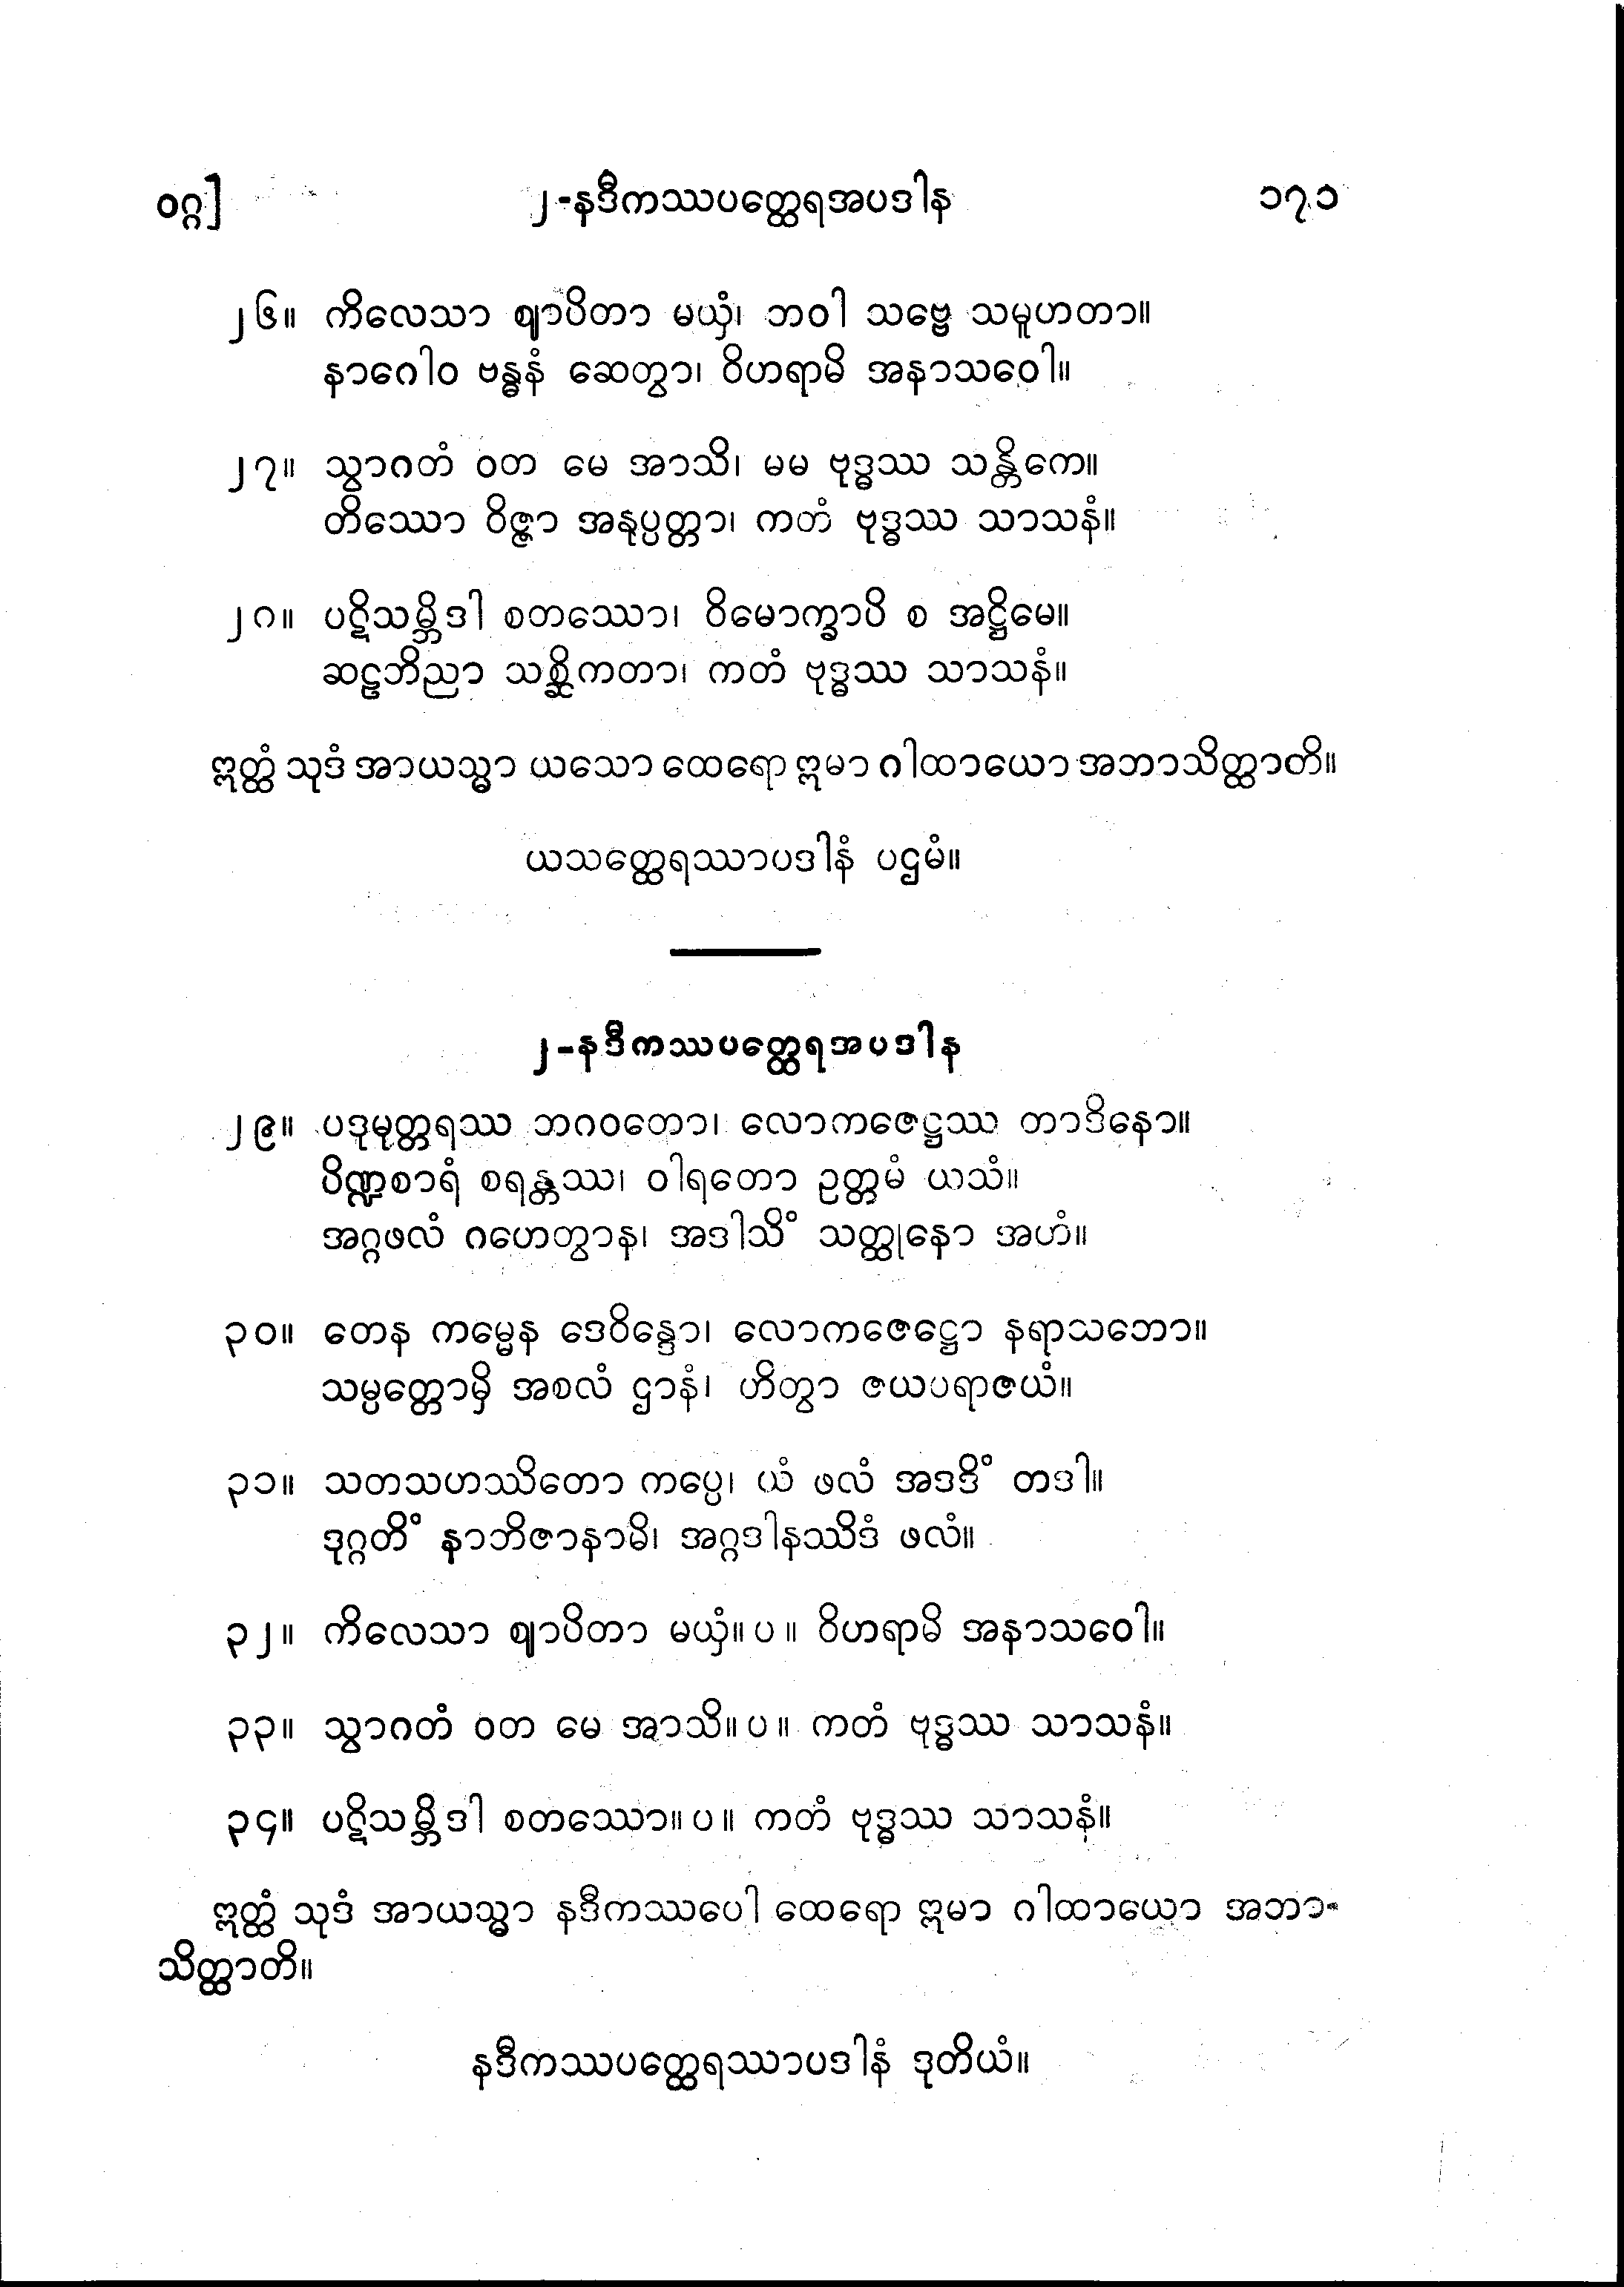 ဝဂ္ဂ] ၂-နဒီကဿပတ္ထေရအပဒါန ၁၇၁
၂၆။ ကိလေသာ ဈာပိတာ မယှံ၊ ဘဝါ သဗ္ဗေ သမူဟတာ။
နာဂေါဝ ဗန္ဓနံ ဆေတွာ၊ ဝိဟရာမိ အနာသဝေါ။
၂၇။ သွာဂတံ ဝတ မေ အာသိ၊ မမ ဗုဒ္ဓဿ သန္တိကေ။
တိဿော ဝိဇ္ဇာ အနုပ္ပတ္တာ၊ ကတံ ဗုဒ္ဓဿ သာသနံ။
၂၈။ ပဋိသမ္ဘိဒါ စတဿော၊ ဝိမောက္ခာပိ စ အဋ္ဌိမေ။
ဆဠဘိညာ သစ္ဆိကတာ၊ ကတံ ဗုဒ္ဓဿ သာသနံ။
ဣတ္ထံ သုဒံ အာယသ္မာ ယသော ထေရော ဣမာ ဂါထာယော အဘာသိတ္ထာတိ။
ယသတ္ထေရဿာပဒါနံ ပဌမံ။
၂-နဒီကဿပတ္ထေရအပဒါန
၂၉။ ပဒုမုတ္တရဿ ဘဂဝတော၊ လောကဇေဋ္ဌဿ တာဒိနော။
ပိဏ္ဍစာရံ စရန္တဿ၊ ဝါရတော ဥတ္တမံ ယသံ။
အဂ္ဂဖလံ ဂဟေတွာန၊ အဒါသိံ သတ္ထုနော အဟံ။
၃၀။ တေန ကမ္မေန ဒေဝိန္ဒော၊ လောကဇေဋ္ဌော နရာသဘော။
သမ္ပတ္တောမှိ အစလံ ဌာနံ၊ ဟိတွာ ဇယပရာဇယံ။
၃၁။ သတသဟဿိတော ကပ္ပေ၊ ယံ ဖလံ အဒဒိံ တဒါ။
ဒုဂ္ဂတိံ နာဘိဇာနာမိ၊ အဂ္ဂဒါနဿိဒံ ဖလံ။
၃၂။ ကိလေသာ ဈာပိတာ မယှံ။ပ။ ဝိဟရာမိ အနာသဝေါ။
၃၃။ သွာဂတံ ဝတ မေ အာသိ။ပ။ ကတံ ဗုဒ္ဓဿ သာသနံ။
၃၄။ ပဋိသမ္ဘိဒါ စတဿော။ပ။ ကတံ ဗုဒ္ဓဿ သာသနံ။
ဣတ္ထံ သုဒံ အာယသ္မာ နဒီကဿပေါ ထေရော ဣမာ ဂါထာယော အဘာ-
သိတ္ထာတိ။
နဒီကဿပတ္ထေရဿာပဒါနံ ဒုတိယံ။